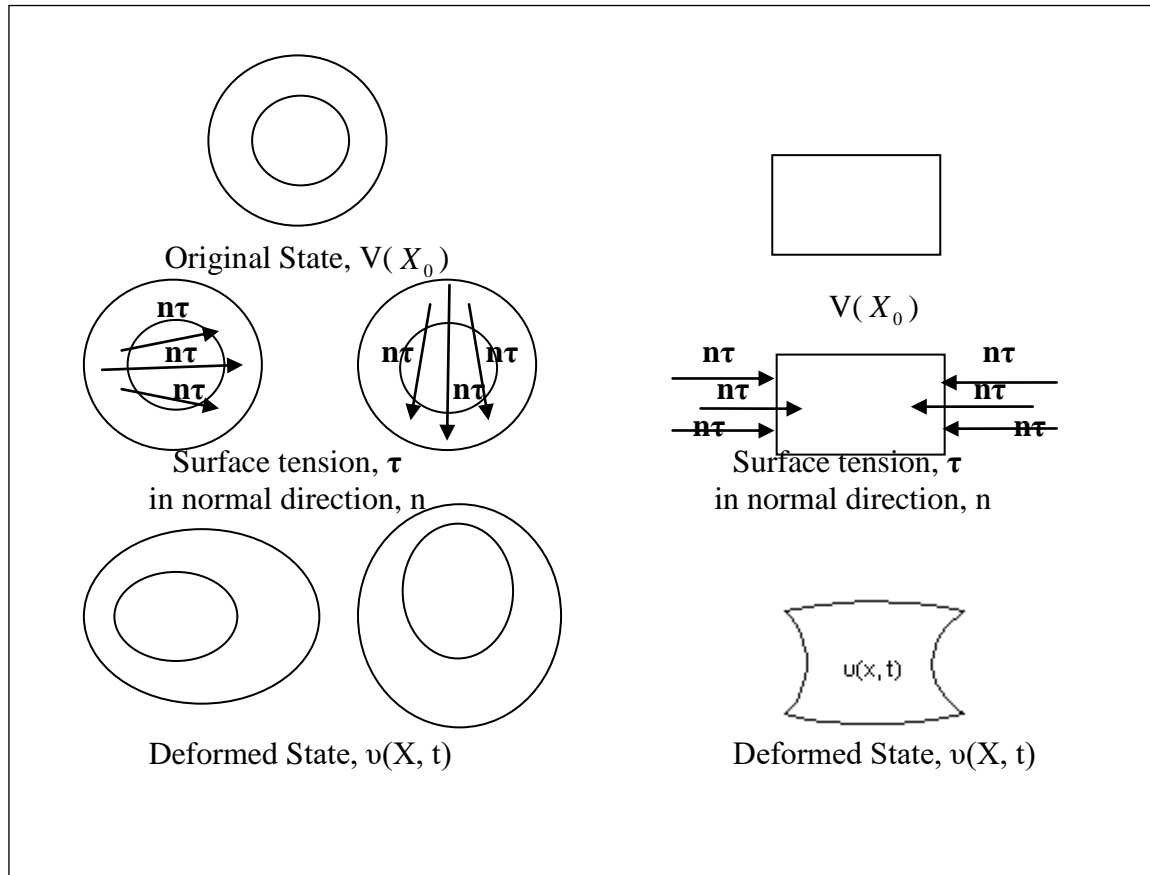 Original State, V( X₀ )
nτ
nτ
nτ
nτ
nτ
nτ
Surface tension, τ
in normal direction, n
Deformed State, υ(X, t)
V( X₀ )
nτ
nτ
nτ
nτ
nτ
nτ
Surface tension, τ
in normal direction, n
υ(x, t)
Deformed State, υ(X, t)